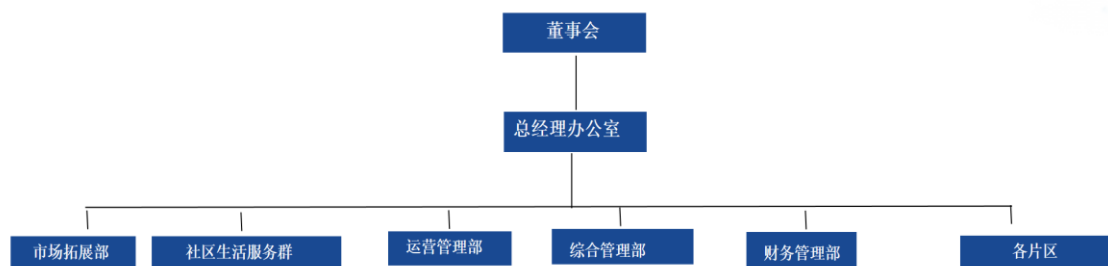 董事会
总经理办公室
市场拓展部
社区生活服务群
运营管理部
综合管理部
财务管理部
各片区